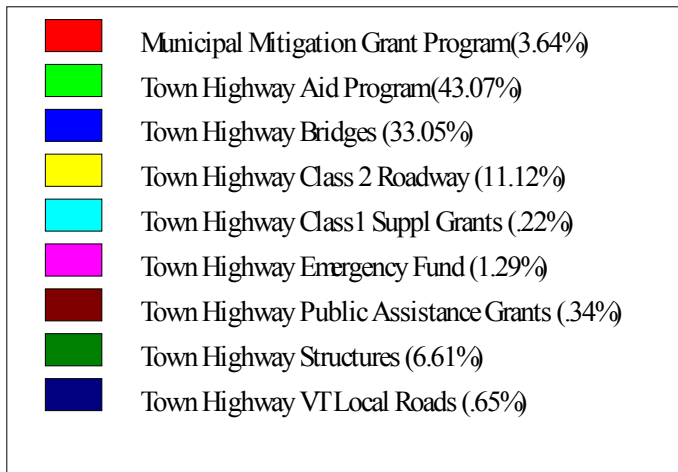 Municipal Mitigation Grant Program(3.64%)
Town Highway Aid Program(43.07%)
Town Highway Bridges (33.05%)
Town Highway Class 2 Roadway (11.12%)
Town Highway Class1 Suppl Grants (.22%)
Town Highway Emergency Fund (1.29%)
Town Highway Public Assistance Grants (.34%)
Town Highway Structures (6.61%)
Town Highway VT Local Roads (.65%)